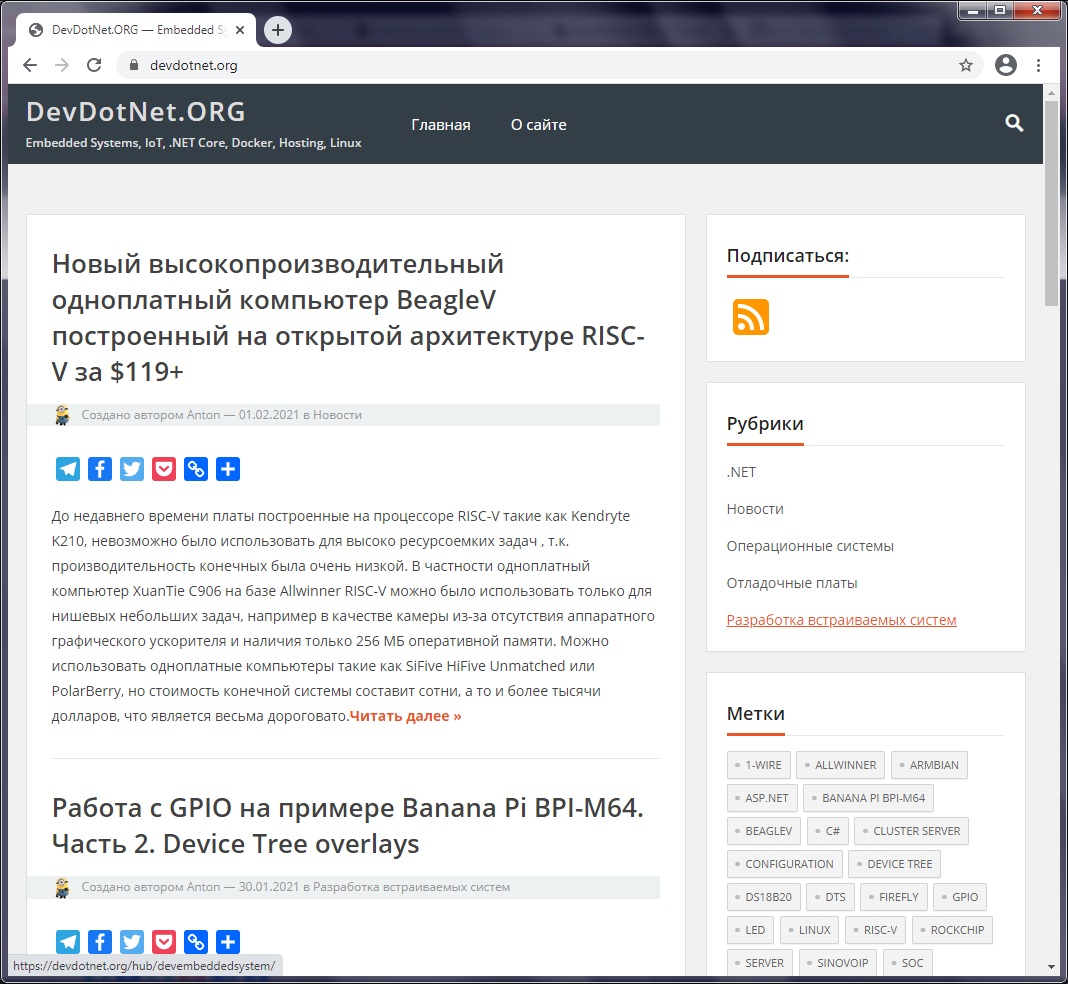 DevDotNet.ORG — Embedded S
devdotnet.org
DevDotNet.ORG
Embedded Systems, IoT, .NET Core, Docker, Hosting, Linux
Главная
О сайте
Новый высокопроизводительный
одноплатный компьютер BeagleV
построенный на открытой архитектуре RISC-
V за $119+
Создано автором Anton — 01.02.2021 в Новости
До недавнего времени платы построенные на процессоре RISC-V такие как Kendryte
K210, невозможно было использовать для высоко ресурсоемких задач , т.к.
производительность конечных была очень низкой. В частности одноплатный
компьютер XuanTie C906 на базе Allwinner RISC-V можно было использовать только для
нишевых небольших задач, например в качестве камеры из-за отсутствия аппаратного
графического ускорителя и наличия только 256 МБ оперативной памяти. Можно
использовать одноплатные компьютеры такие как SiFive HiFive Unmatched или
PolarBerry, но стоимость конечной системы составит сотни, а то и более тысячи
долларов, что является весьма дороговато.Читать далее »
Работа с GPIO на примере Banana Pi BPI-M64.
Часть 2. Device Tree overlays
Создано автором Anton — 30.01.2021 в Разработка встраиваемых систем
Подписаться:
Рубрики
.NET
Новости
Операционные системы
Отладочные платы
Разработка встраиваемых систем
Метки
1-WIRE
ALLWINNER
ARMBIAN
ASP.NET
BANANA PI BPI-M64
BEAGLEV
C#
CLUSTER SERVER
CONFIGURATION
DEVICE TREE
DS18B20
DTS
FIREFLY
GPIO
LED
LINUX
RISC-V
ROCKCHIP
SERVER
SINOVOIP
SOC
https://devdotnet.org/hub/devembeddedsystem/